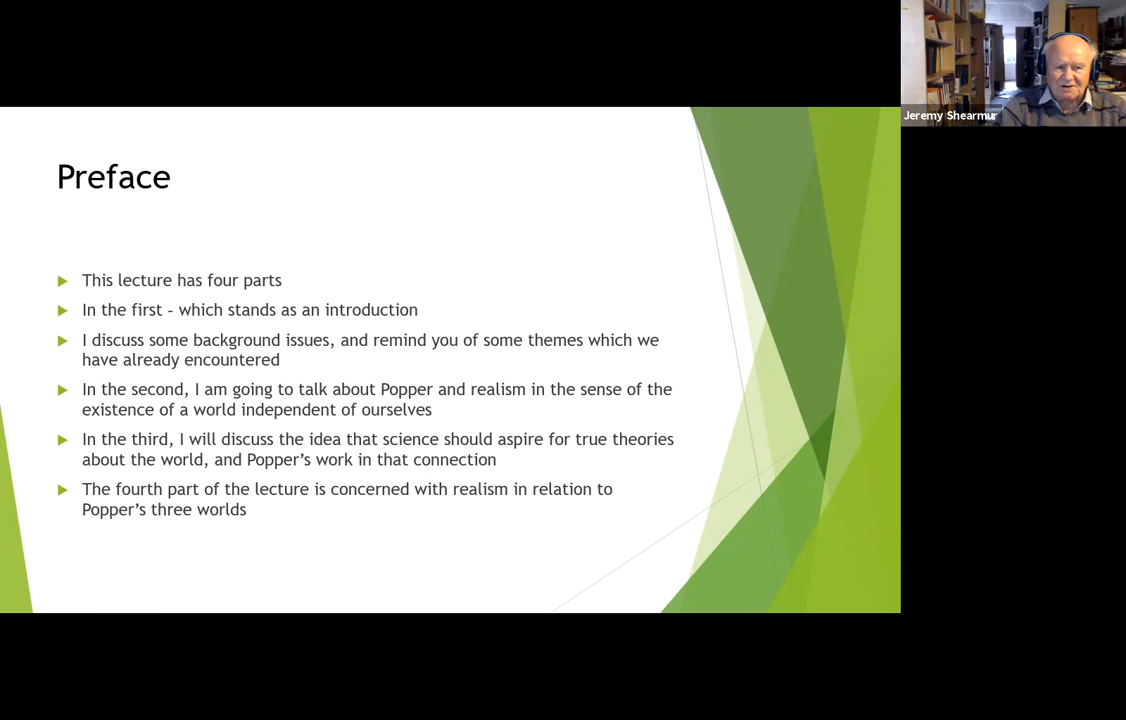 Preface
This lecture has four parts
In the first – which stands as an introduction
I discuss some background issues, and remind you of some themes which we
have already encountered
In the second, I am going to talk about Popper and realism in the sense of the
existence of a world independent of ourselves
In the third, I will discuss the idea that science should aspire for true theories
about the world, and Popper’s work in that connection
The fourth part of the lecture is concerned with realism in relation to
Popper’s three worlds
Jeremy Shearmur